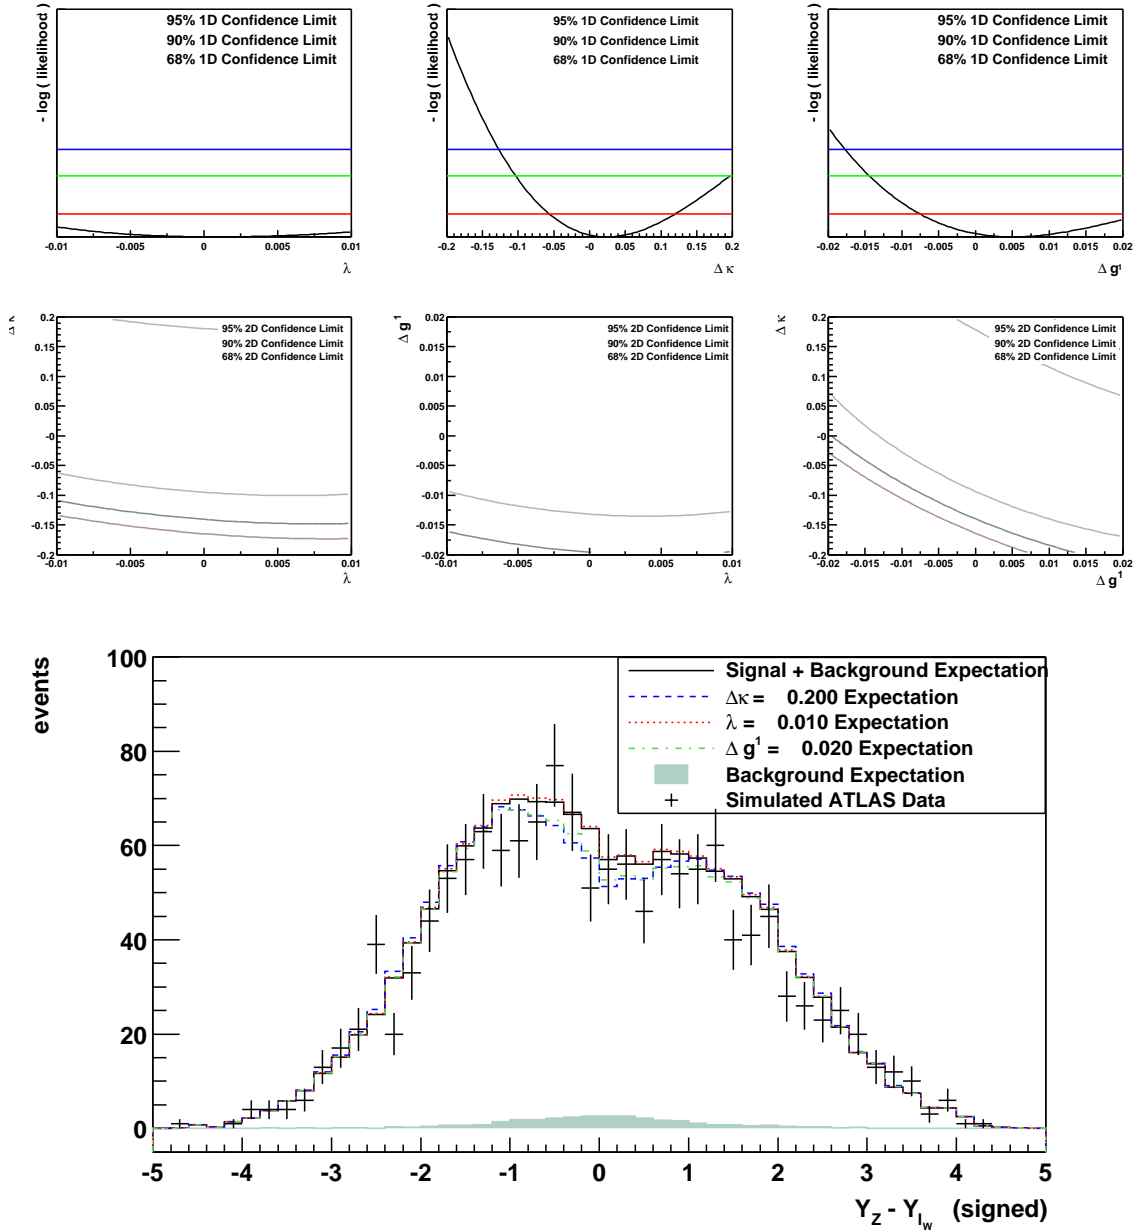 - log ( likelihood )
95% 1D Confidence Limit
90% 1D Confidence Limit
68% 1D Confidence Limit
-0.01 -0.005 0 0.005 0.01
λ
- log ( likelihood )
95% 1D Confidence Limit
90% 1D Confidence Limit
68% 1D Confidence Limit
-0.2 -0.15 -0.1 -0.05 -0 0.05 0.1 0.15 0.2
Δ κ
- log ( likelihood )
95% 1D Confidence Limit
90% 1D Confidence Limit
68% 1D Confidence Limit
-0.02 -0.015 -0.01 -0.005 0 0.005 0.01 0.015 0.02
Δ g¹
Δ κ
95% 2D Confidence Limit
90% 2D Confidence Limit
68% 2D Confidence Limit
0.2
0.15
0.1
0.05
-0
-0.05
-0.1
-0.15
-0.2
-0.01 -0.005 0 0.005 0.01
λ
Δ g¹
95% 2D Confidence Limit
90% 2D Confidence Limit
68% 2D Confidence Limit
0.02
0.015
0.01
0.005
0
-0.005
-0.01
-0.015
-0.02
-0.01 -0.005 0 0.005 0.01
λ
Δ κ
95% 2D Confidence Limit
90% 2D Confidence Limit
68% 2D Confidence Limit
0.2
0.15
0.1
0.05
-0
-0.05
-0.1
-0.15
-0.2
-0.02 -0.015 -0.01 -0.005 0 0.005 0.01 0.015 0.02
Δ g¹
events
100
80
60
40
20
0
Signal + Background Expectation
Δκ = 0.200 Expectation
λ = 0.010 Expectation
Δ g¹ = 0.020 Expectation
Background Expectation
Simulated ATLAS Data
-5 -4 -3 -2 -1 0 1 2 3 4 5
Y_Z - Y_l_w (signed)